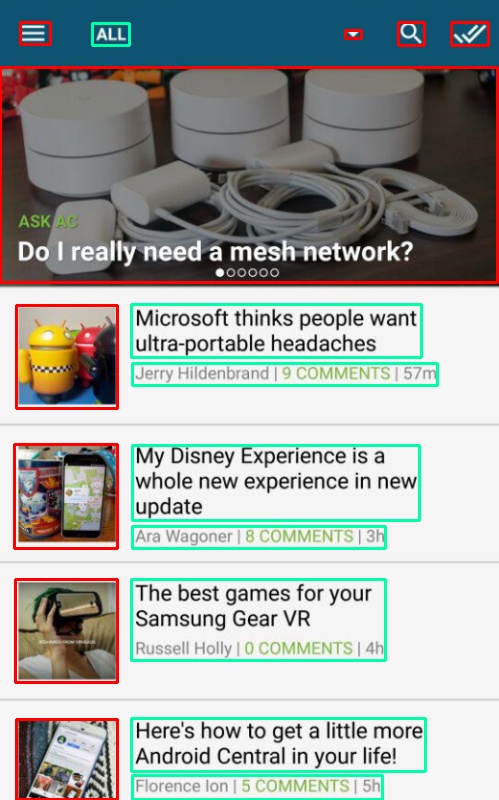 ALL
ASK AC
Do I really need a mesh network?
Microsoft thinks people want
ultra-portable headaches
Jerry Hildenbrand | 9 COMMENTS | 57m
My Disney Experience is a
whole new experience in new
update
Ara Wagoner | 8 COMMENTS | 3h
The best games for your
Samsung Gear VR
Russell Holly | 0 COMMENTS | 4h
Here's how to get a little more
Android Central in your life!
Florence Ion | 5 COMMENTS | 5h